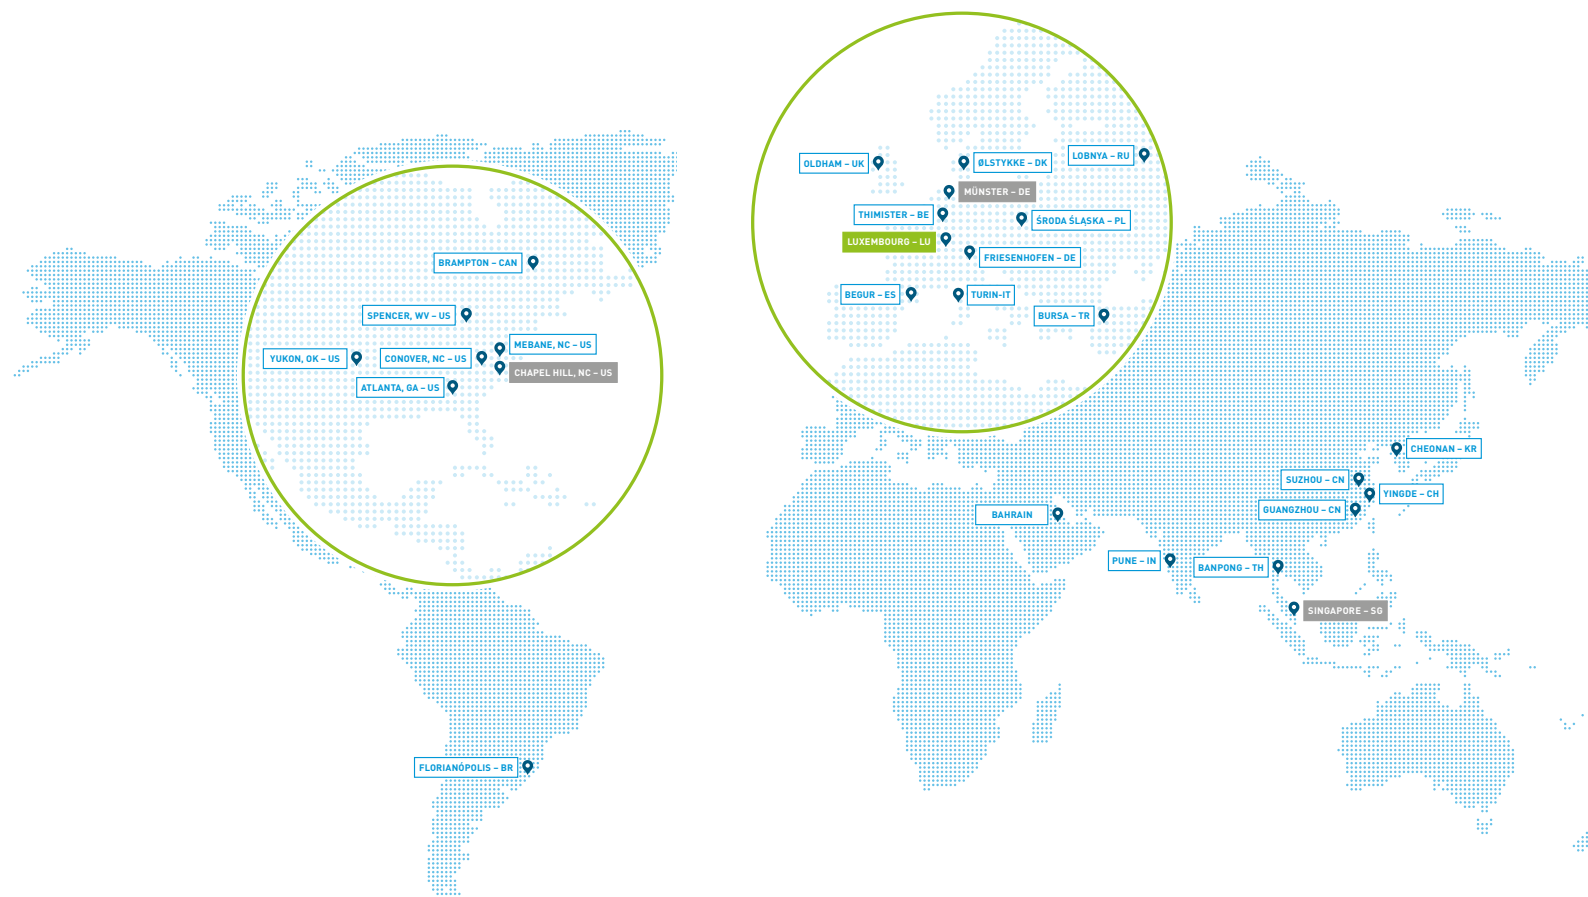 OLDHAM – UK
ØLSTYKKE – DK
LOBNYA – RU
MÜNSTER – DE
THIMISTER – BE
ŚRODA ŚLĄSKA – PL
LUXEMBOURG – LU
FRIESENHOFEN – DE
BEGUR – ES
TURIN-IT
BURSA – TR
BRAMPTON – CAN
SPENCER, WV – US
MEBANE, NC – US
YUKON, OK – US
CONOVER, NC – US
CHAPEL HILL, NC – US
ATLANTA, GA – US
CHEONAN – KR
SUZHOU – CN
YINGDE – CH
GUANGZHOU – CN
BAHRAIN
PUNE – IN
BANPONG – TH
SINGAPORE – SG
FLORIANÓPOLIS – BR